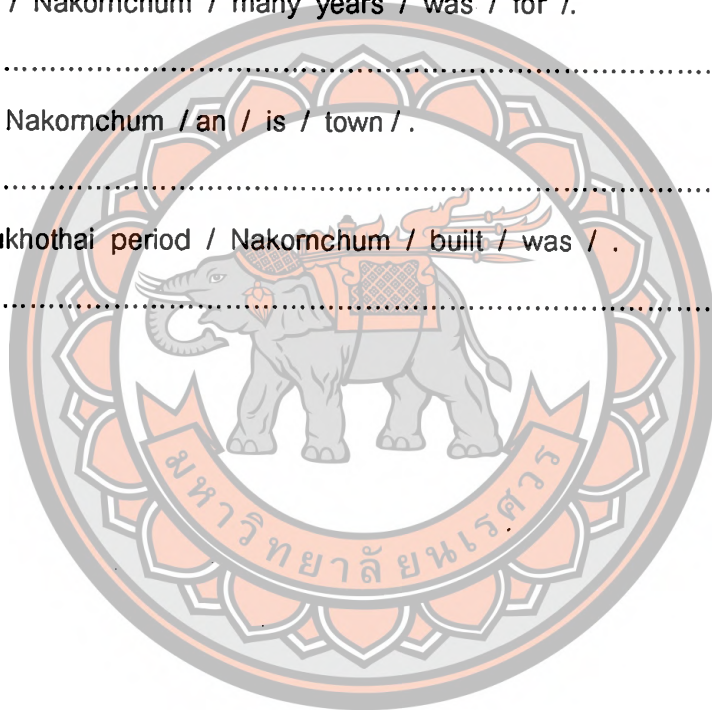 / Nakornchum / many years / was / for /.
Nakornchum / an / is / town / .
khothai period / Nakornchum / built / was / .
มหาวิทยาลัยนเรศวร